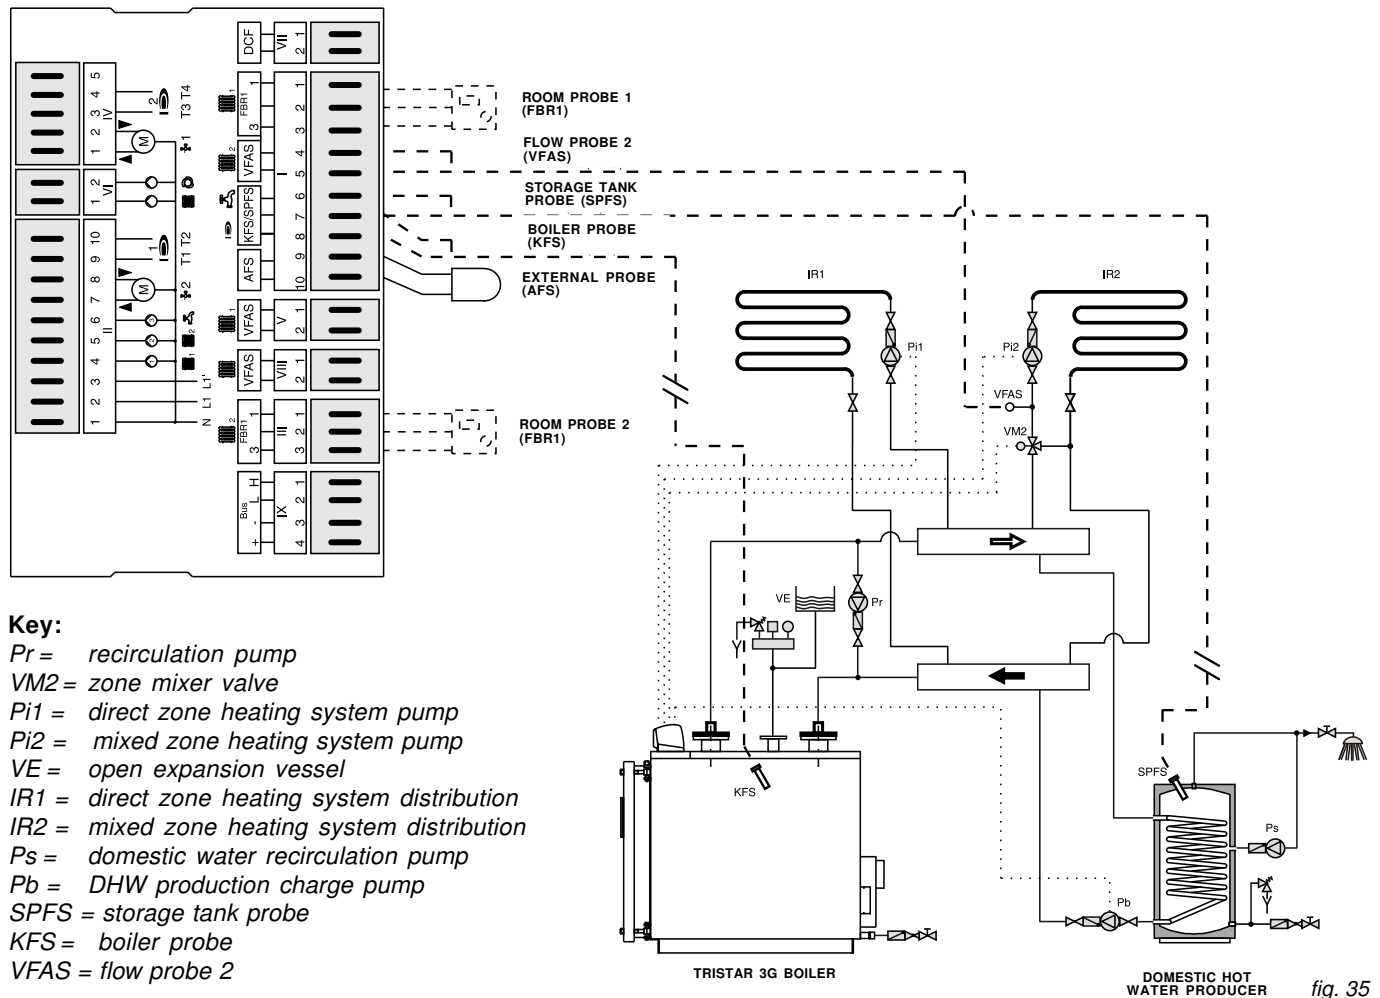 DCF
VII
1
2
FBR1
1
1
2
3
3
VFAS
2
4
I
5
KFS/SPFS
6
7
8
AFS
9
10
VFAS
1
V
1
2
VFAS
VIII
1
2
FBR1
2
1
3
III
1
2
3
Bus
H
L
-
+
IX
1
2
3
4
5
4
3
2
1
IV
2
T3 T4
M
1
2
1
VI
10
9
8
7
6
5
4
3
2
1
II
1
T1 T2
M
2
3
2
2
1
1
L1'
L1
N
ROOM PROBE 1
(FBR1)
FLOW PROBE 2
(VFAS)
STORAGE TANK
PROBE (SPFS)
BOILER PROBE
(KFS)
EXTERNAL PROBE
(AFS)
ROOM PROBE 2
(FBR1)
IR1
IR2
Pi1
Pi2
VFAS
VM2
VE
Pr
KFS
SPFS
Ps
Pb
TRISTAR 3G BOILER
DOMESTIC HOT
WATER PRODUCER
fig. 35
Key:
Pr = recirculation pump
VM2 = zone mixer valve
Pi1 = direct zone heating system pump
Pi2 = mixed zone heating system pump
VE = open expansion vessel
IR1 = direct zone heating system distribution
IR2 = mixed zone heating system distribution
Ps = domestic water recirculation pump
Pb = DHW production charge pump
SPFS = storage tank probe
KFS = boiler probe
VFAS = flow probe 2